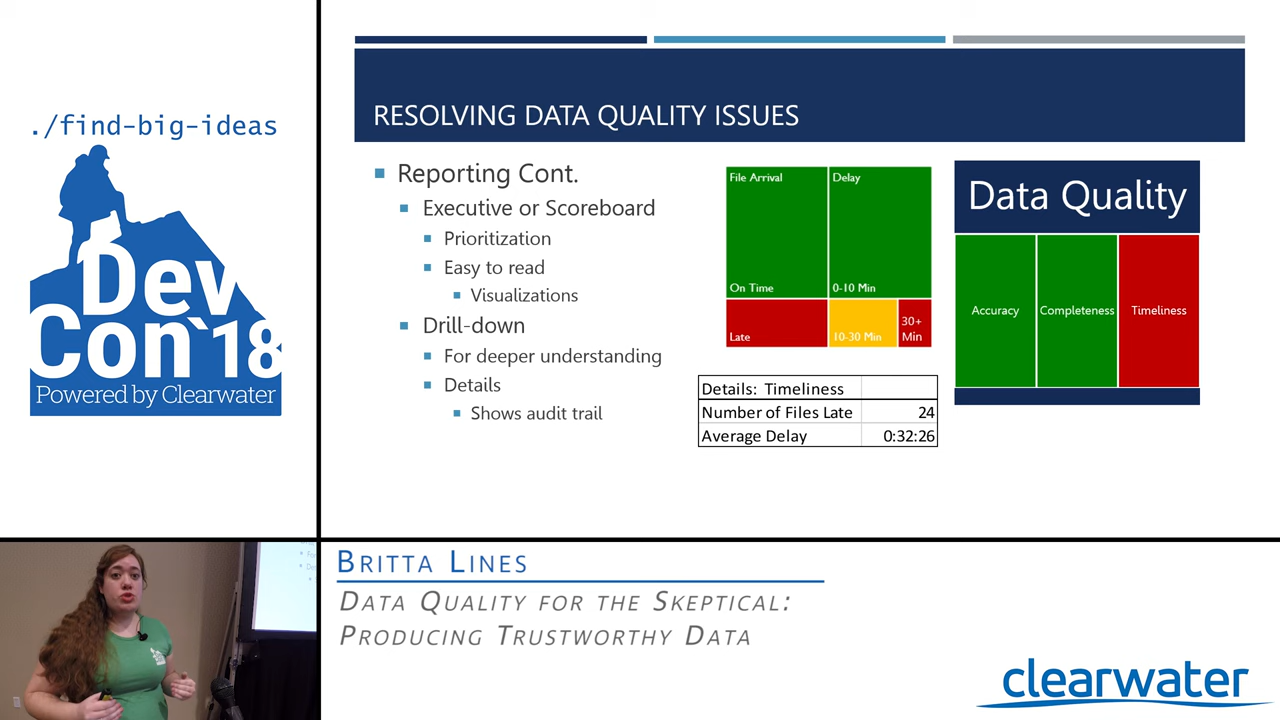 ./find-big-ideas
Dev
Con`18
Powered by Clearwater
RESOLVING DATA QUALITY ISSUES
Reporting Cont.
Executive or Scoreboard
Prioritization
Easy to read
Visualizations
Drill-down
For deeper understanding
Details
Shows audit trail
File Arrival
Delay
On Time
0-10 Min
Late
10-30 Min
30+
Min
Details: Timeliness
Number of Files Late 24
Average Delay 0:32:26
Data Quality
Accuracy
Completeness
Timeliness
BRITTA LINES
DATA QUALITY FOR THE SKEPTICAL:
PRODUCING TRUSTWORTHY DATA
clearwater